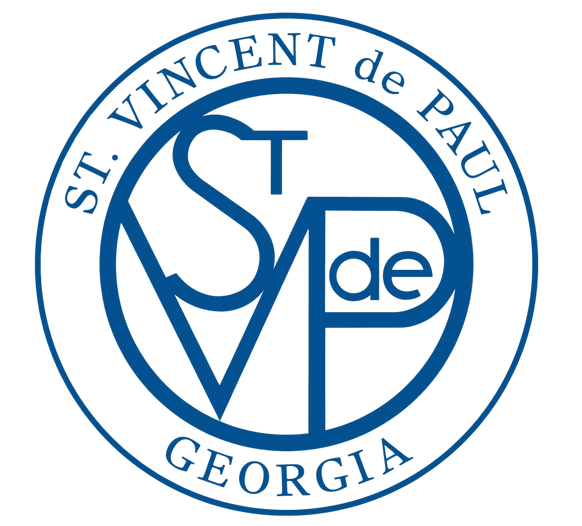 ST. VINCENT de PAUL
ST
V de P
GEORGIA